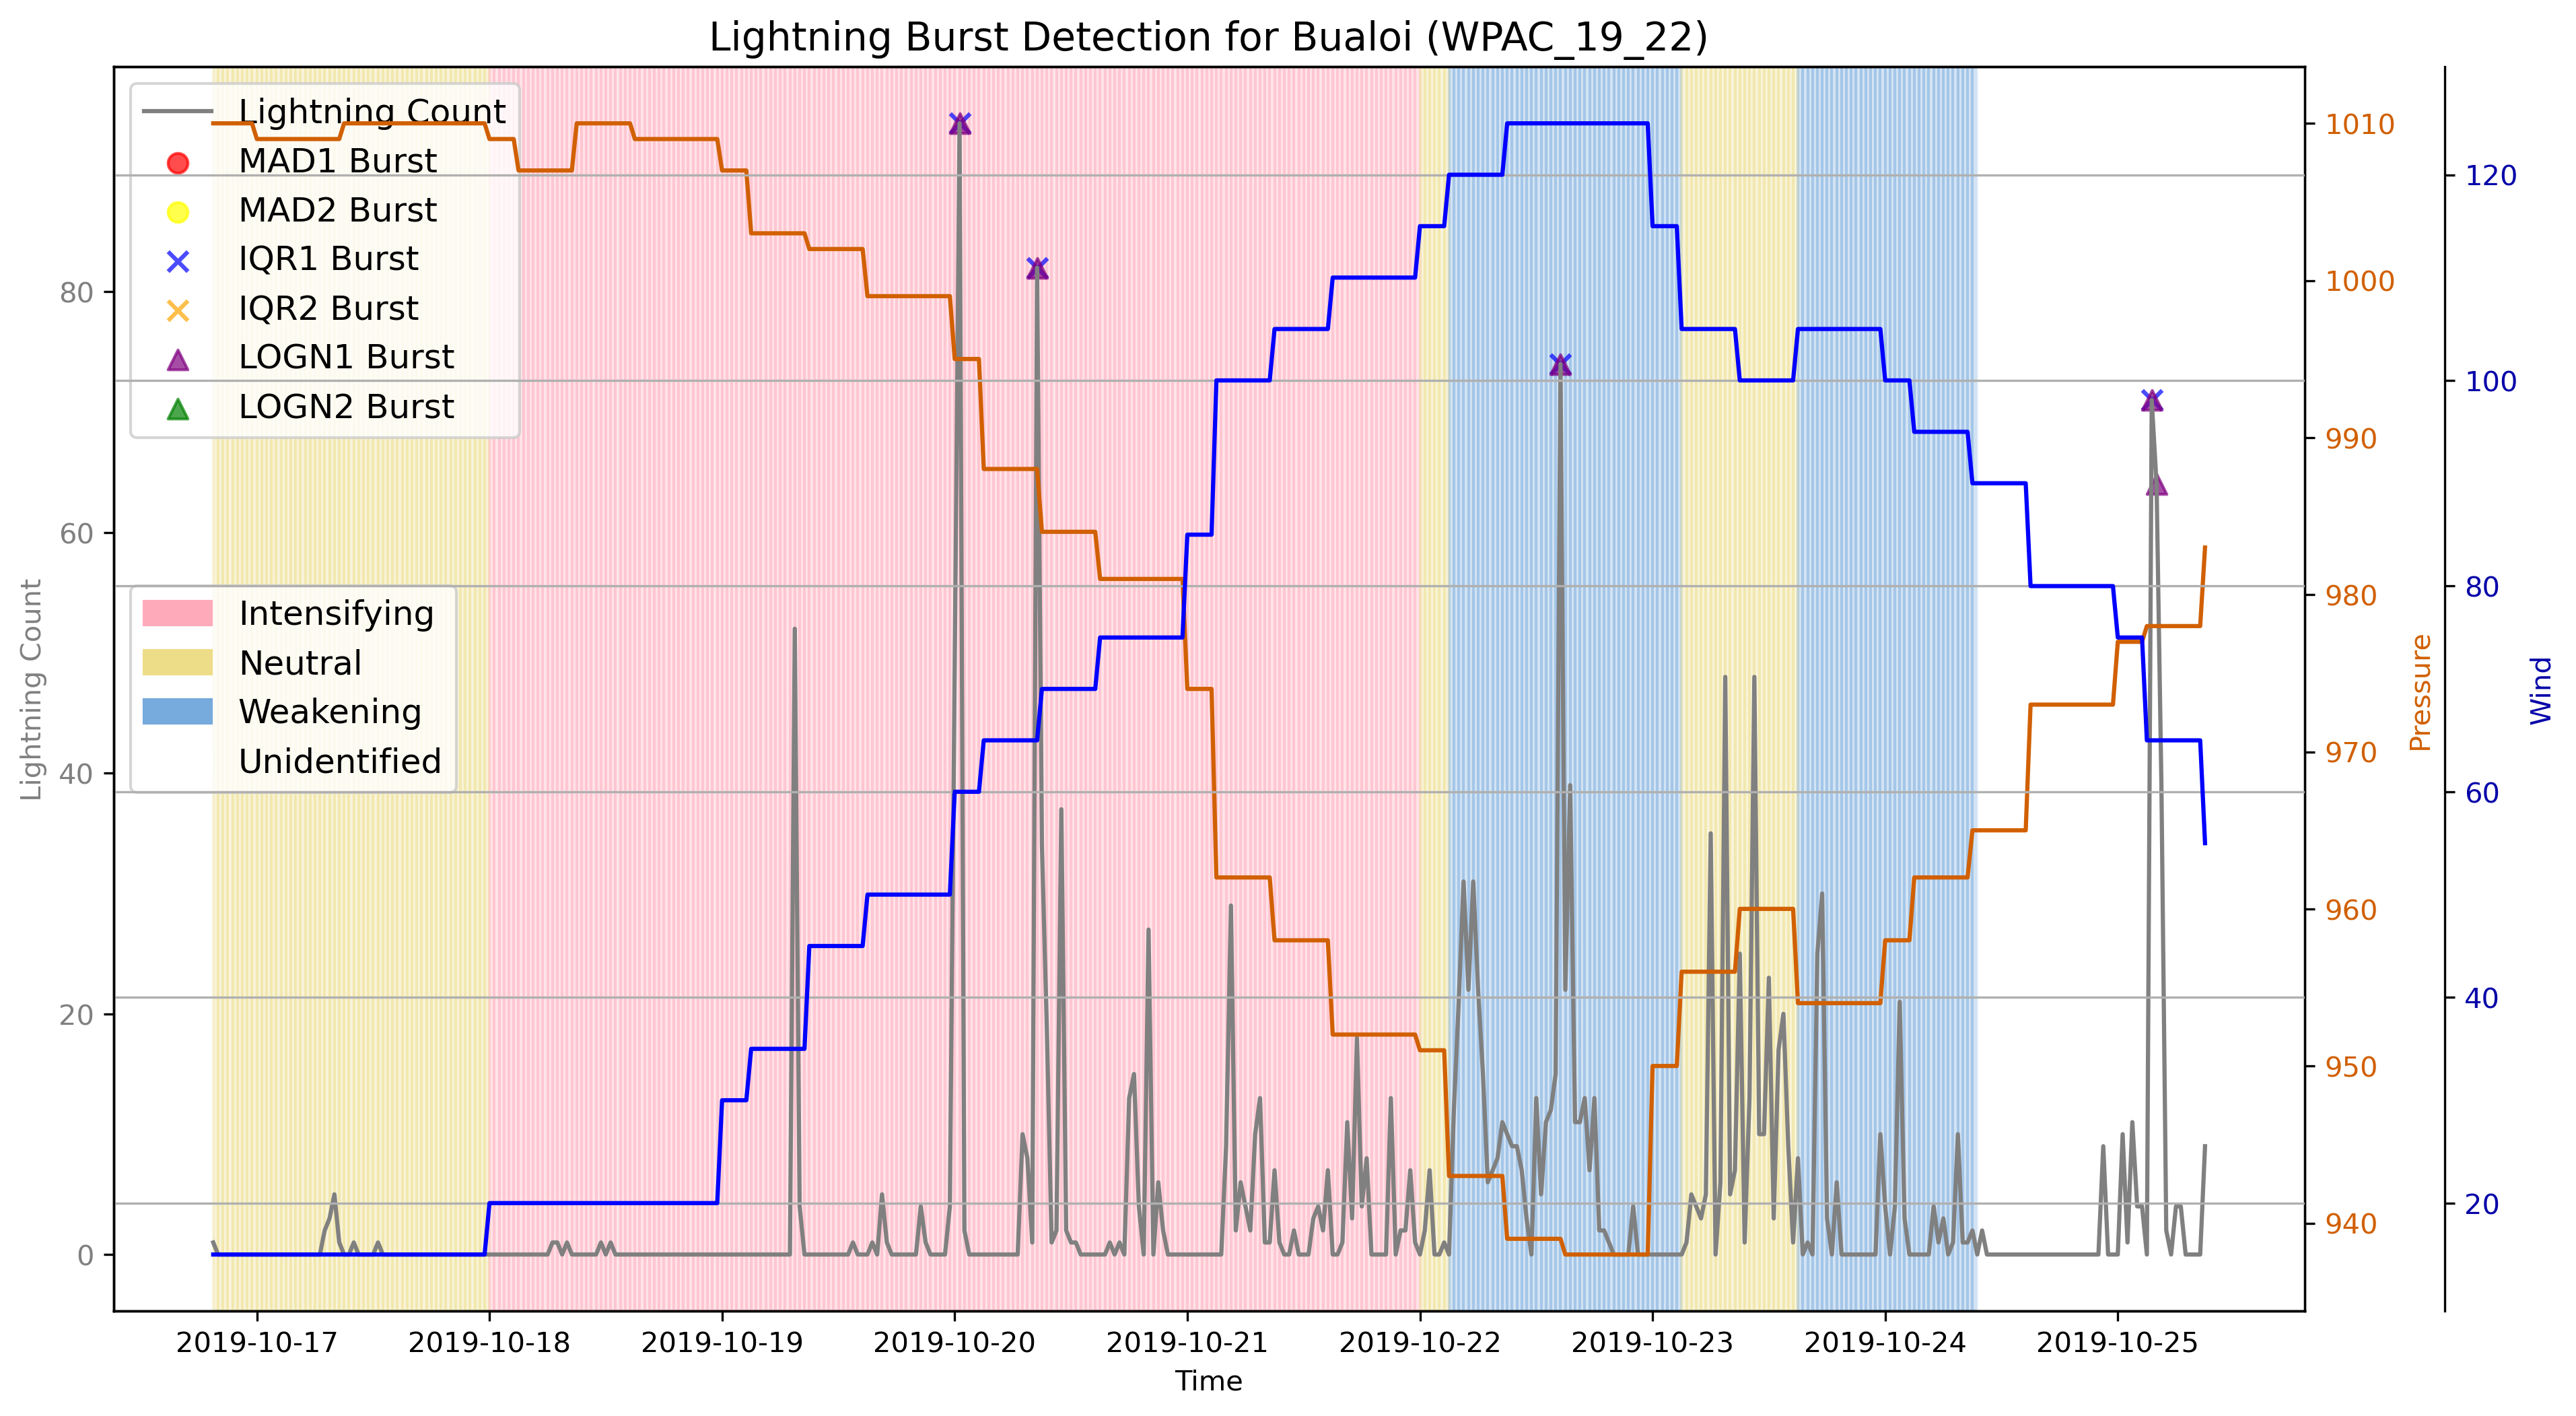 Lightning Burst Detection for Bualoi (WPAC_19_22)
Lightning Count
MAD1 Burst
MAD2 Burst
IQR1 Burst
IQR2 Burst
LOGN1 Burst
LOGN2 Burst
Intensifying
Neutral
Weakening
Unidentified
Lightning Count
80
60
40
20
0
1010
1000
990
980
970
960
950
940
Pressure
120
100
80
60
40
20
Wind
2019-10-17 2019-10-18 2019-10-19 2019-10-20 2019-10-21 2019-10-22 2019-10-23 2019-10-24 2019-10-25
Time